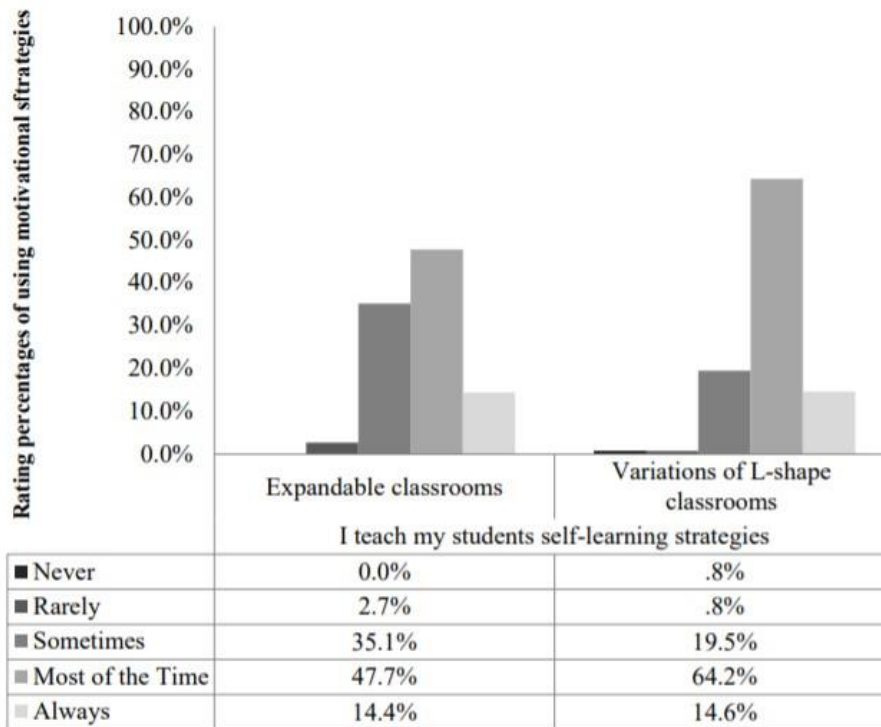 Rating percentages of using motivational sftrategies
100.0%
90.0%
80.0%
70.0%
60.0%
50.0%
40.0%
30.0%
20.0%
10.0%
0.0%
Expandable classrooms
Variations of L-shape
classrooms
I teach my students self-learning strategies
Never 0.0% .8%
Rarely 2.7% .8%
Sometimes 35.1% 19.5%
Most of the Time 47.7% 64.2%
Always 14.4% 14.6%